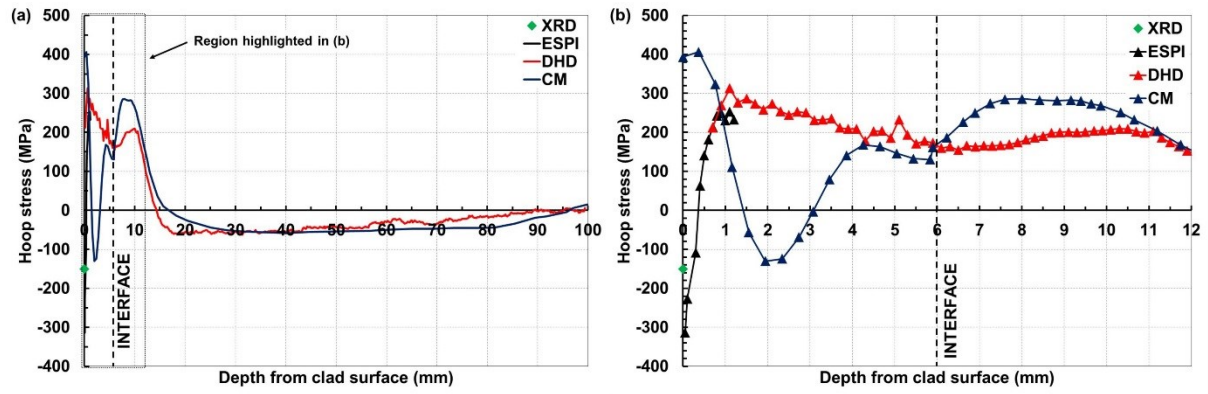 (a)
Hoop stress (MPa)
500
400
300
200
100
0
-100
-200
-300
-400
0 10 20 30 40 50 60 70 80 90 100
Depth from clad surface (mm)
INTERFACE
Region highlighted in (b)
XRD
ESPI
DHD
CM
(b)
Hoop stress (MPa)
500
400
300
200
100
0
-100
-200
-300
-400
0 1 2 3 4 5 6 7 8 9 10 11 12
Depth from clad surface (mm)
INTERFACE
XRD
ESPI
DHD
CM